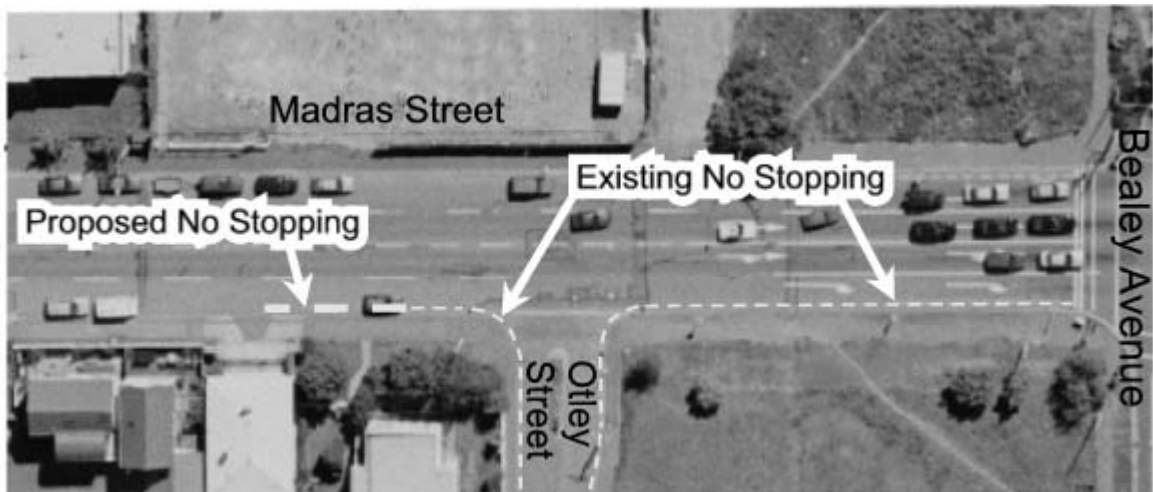 Madras Street
Existing No Stopping
Proposed No Stopping
Bealey Avenue
Otley
Street